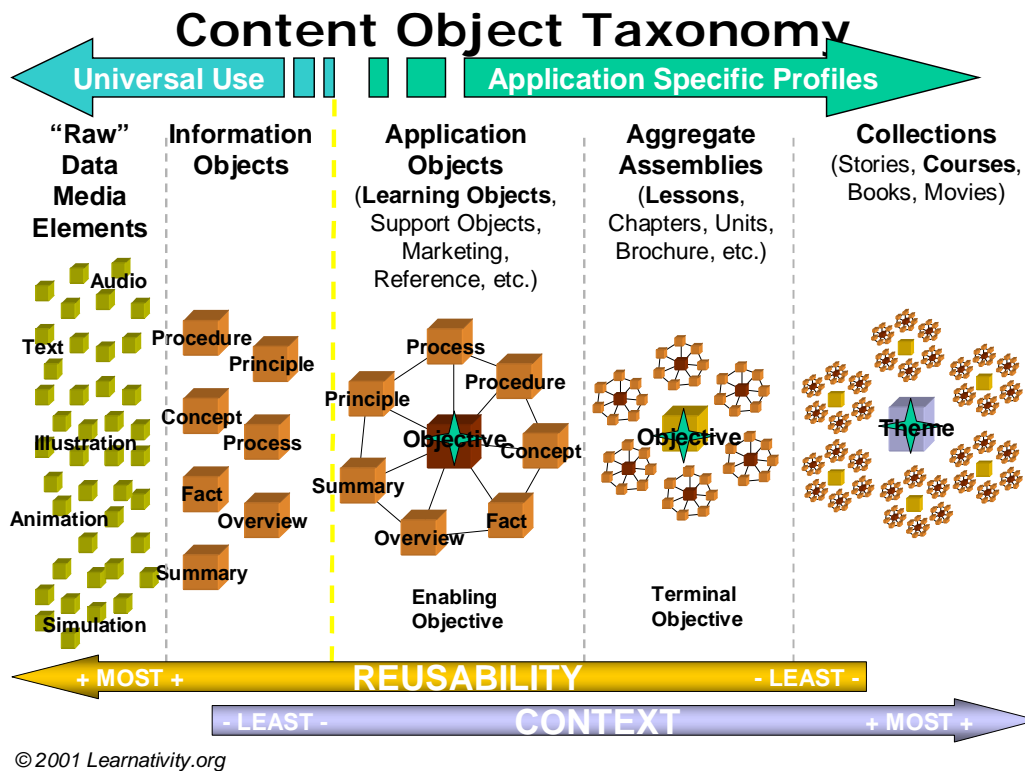 Content Object Taxonomy
Universal Use
Application Specific Profiles
“Raw”
Data
Media
Elements
Information
Objects
Application
Objects
(Learning Objects,
Support Objects,
Marketing,
Reference, etc.)
Aggregate
Assemblies
(Lessons,
Chapters, Units,
Brochure, etc.)
Collections
(Stories, Courses,
Books, Movies)
Audio
Text
Illustration
Animation
Simulation
Procedure
Principle
Concept
Process
Fact
Overview
Summary
Process
Procedure
Principle
Objective
Concept
Summary
Fact
Overview
Enabling
Objective
Objective
Terminal
Objective
Theme
+ MOST +
REUSABILITY
- LEAST -
- LEAST -
CONTEXT
+ MOST +
© 2001 Learnativity.org